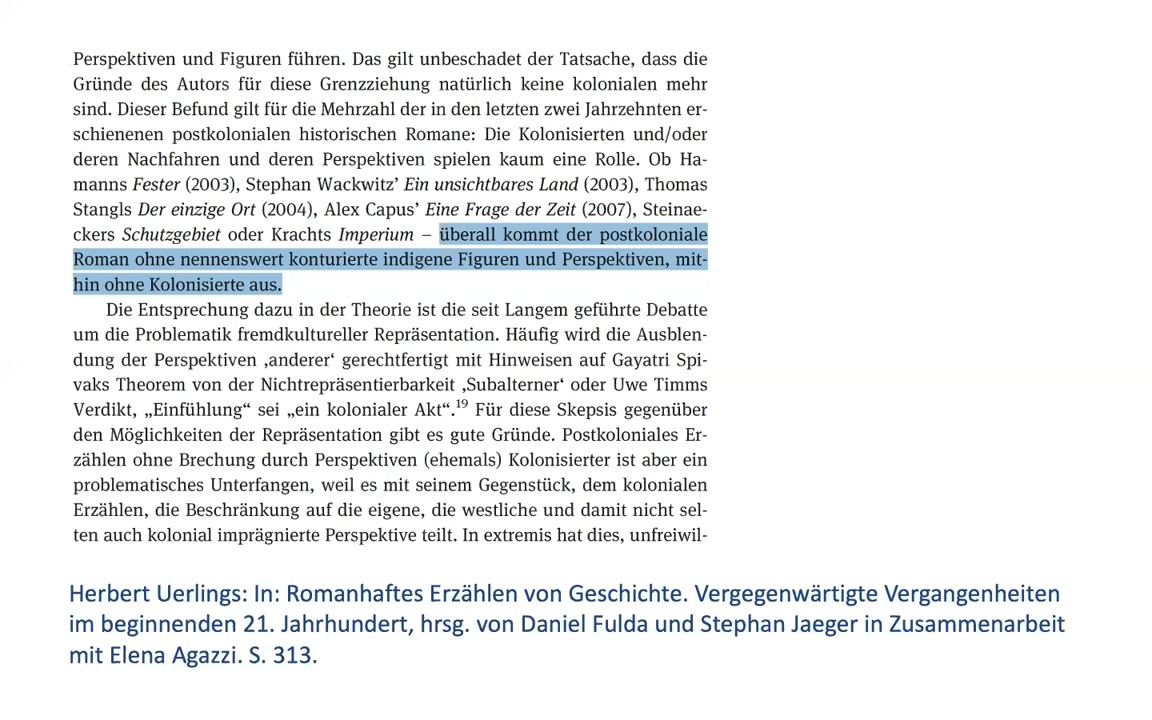 Perspektiven und Figuren führen. Das gilt unbeschadet der Tatsache, dass die
Gründe des Autors für diese Grenzziehung natürlich keine kolonialen mehr
sind. Dieser Befund gilt für die Mehrzahl der in den letzten zwei Jahrzehnten er-
schienenen postkolonialen historischen Romane: Die Kolonisierten und/oder
deren Nachfahren und deren Perspektiven spielen kaum eine Rolle. Ob Ha-
manns Fester (2003), Stephan Wackwitz’ Ein unsichtbares Land (2003), Thomas
Stangls Der einzige Ort (2004), Alex Capus’ Eine Frage der Zeit (2007), Steinae-
ckers Schutzgebiet oder Krachts Imperium – überall kommt der postkoloniale
Roman ohne nennenswert konturierte indigene Figuren und Perspektiven, mit-
hin ohne Kolonisierte aus.
Die Entsprechung dazu in der Theorie ist die seit Langem geführte Debatte
um die Problematik fremdkultureller Repräsentation. Häufig wird die Ausblen-
dung der Perspektiven ‚anderer‘ gerechtfertigt mit Hinweisen auf Gayatri Spi-
vaks Theorem von der Nichtrepräsentierbarkeit ‚Subalterner‘ oder Uwe Timms
Verdikt, „Einfühlung“ sei „ein kolonialer Akt“.19 Für diese Skepsis gegenüber
den Möglichkeiten der Repräsentation gibt es gute Gründe. Postkoloniales Er-
zählen ohne Brechung durch Perspektiven (ehemals) Kolonisierter ist aber ein
problematisches Unterfangen, weil es mit seinem Gegenstück, dem kolonialen
Erzählen, die Beschränkung auf die eigene, die westliche und damit nicht sel-
ten auch kolonial imprägnierte Perspektive teilt. In extremis hat dies, unfreiwil-
Herbert Uerlings: In: Romanhaftes Erzählen von Geschichte. Vergegenwärtigte Vergangenheiten
im beginnenden 21. Jahrhundert, hrsg. von Daniel Fulda und Stephan Jaeger in Zusammenarbeit
mit Elena Agazzi. S. 313.